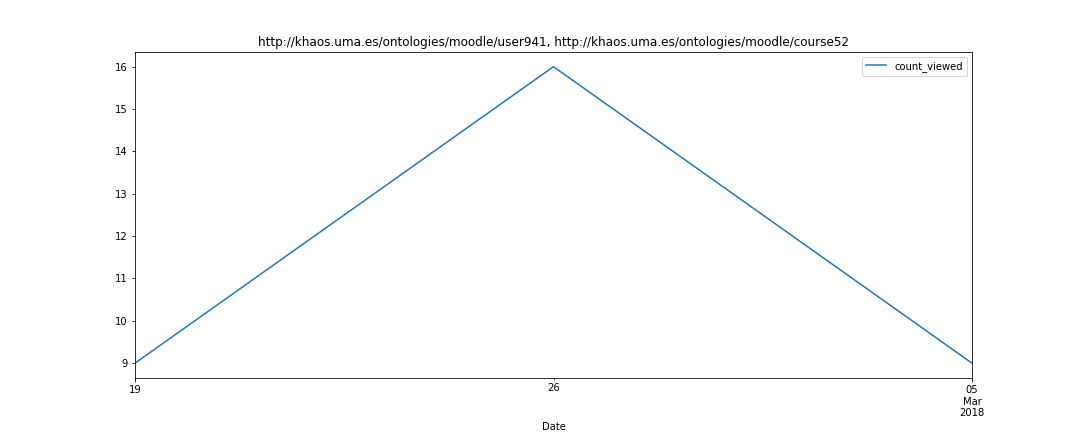 http://khaos.uma.es/ontologies/moodle/user941, http://khaos.uma.es/ontologies/moodle/course52
count_viewed
16
15
14
13
12
11
10
9
19 26 05
Mar
2018
Date